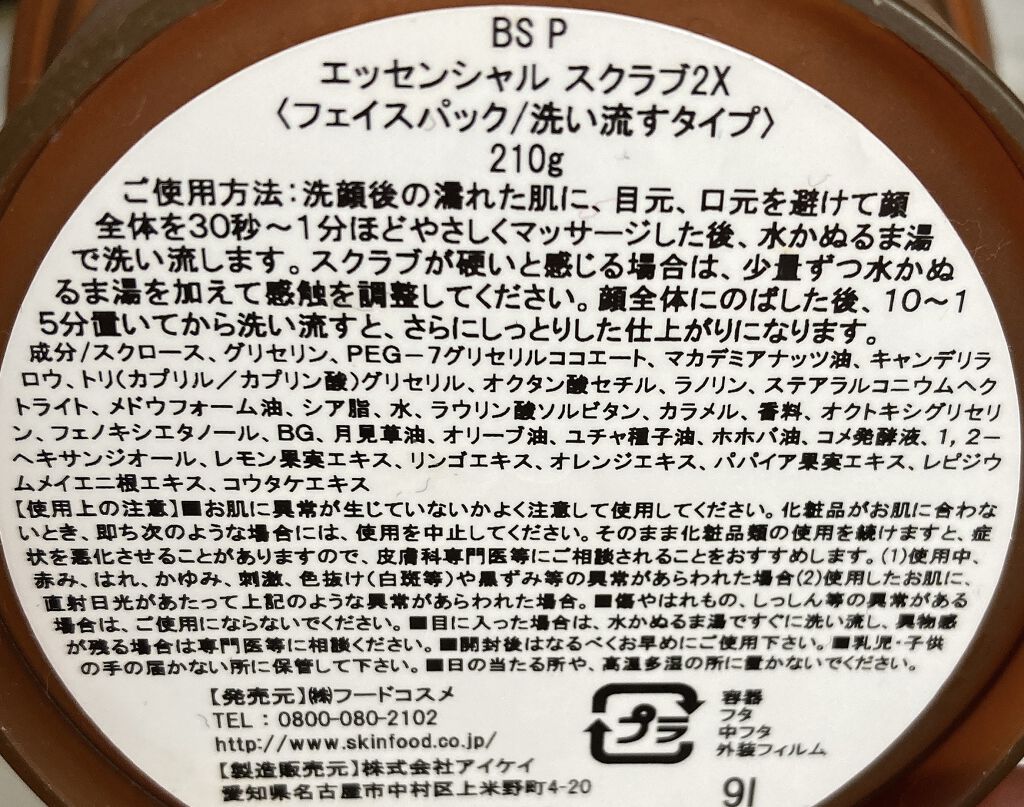 BS P
エッセンシャル スクラブ2X
〈フェイスパック/洗い流すタイプ〉
210g
ご使用方法:洗顔後の濡れた肌に、目元、口元を避けて顔
全体を30秒～1分ほどやさしくマッサージした後、水かぬるま湯
で洗い流します。スクラブが硬いと感じる場合は、少量ずつ水かぬ
るま湯を加えて感触を調整してください。顔全体にのばした後、10～1
5分置いてから洗い流すと、さらにしっとりした仕上がりになります。
成分/スクロース、グリセリン、PEG-7グリセリルココエート、マカデミアナッツ油、キャンデリラ
ロウ、トリ(カプリル／カプリン酸)グリセリル、オクタン酸セチル、ラノリン、ステアラルコニウムヘク
トライト、メドウフォーム油、シア脂、水、ラウリン酸ソルビタン、カラメル、香料、オクトキシグリセリ
ン、フェノキシエタノール、BG、月見草油、オリーブ油、ユチャ種子油、ホホバ油、コメ発酵液、1,2-
ヘキサンジオール、レモン果実エキス、リンゴエキス、オレンジエキス、パパイア果実エキス、レピジウ
ムメイエニ根エキス、コウタケエキス
【使用上の注意】■お肌に異常が生じていないかよく注意して使用してください。化粧品がお肌に合わな
いとき、即ち次のような場合には、使用を中止してください。そのまま化粧品類の使用を続けますと、症
状を悪化させることがありますので、皮膚科専門医等にご相談されることをおすすめします。(1)使用中、
赤み、はれ、かゆみ、刺激、色抜け(白斑等)や黒ずみ等の異常があらわれた場合(2)使用したお肌に、
直射日光があたって上記のような異常があらわれた場合。■傷やはれもの、しっしん等の異常がある
場合は、ご使用にならないでください。■目に入った場合は、水かぬるま湯ですぐに洗い流し、異物感
が残る場合は専門医等に相談ください。■開封後はなるべくお早めにご使用下さい。■乳児・子供
の手の届かない所に保管して下さい。■日の当たる所や、高温多湿の所に置かないでください。
【発売元】㈱フードコスメ
TEL : 0800-080-2102
http://www.skinfood.co.jp/
【製造販売元】株式会社アイケイ
愛知県名古屋市中村区上米野町4-20
プラ
容器
フタ
中フタ
外装フィルム
9I